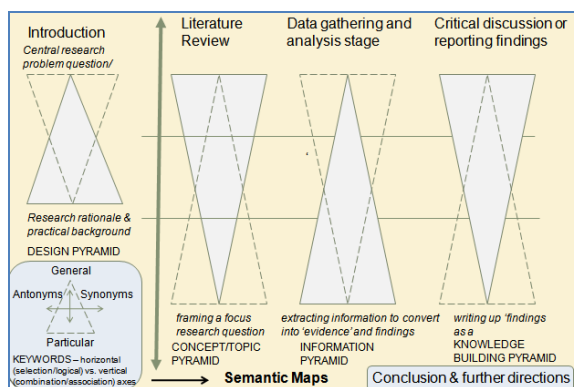 Introduction
Central research
problem question/
Research rationale &
practical background
DESIGN PYRAMID
General
Antonyms
Synonyms
Particular
KEYWORDS – horizontal
(selection/logical) vs. vertical
(combination/association) axes
Literature
Review
framing a focus
research question
CONCEPT/TOPIC
PYRAMID
Data gathering and
analysis stage
extracting information to convert
into 'evidence' and findings
INFORMATION
PYRAMID
Critical discussion or
reporting findings
writing up 'findings
as a
KNOWLEDGE
BUILDING PYRAMID
Semantic Maps
Conclusion & further directions